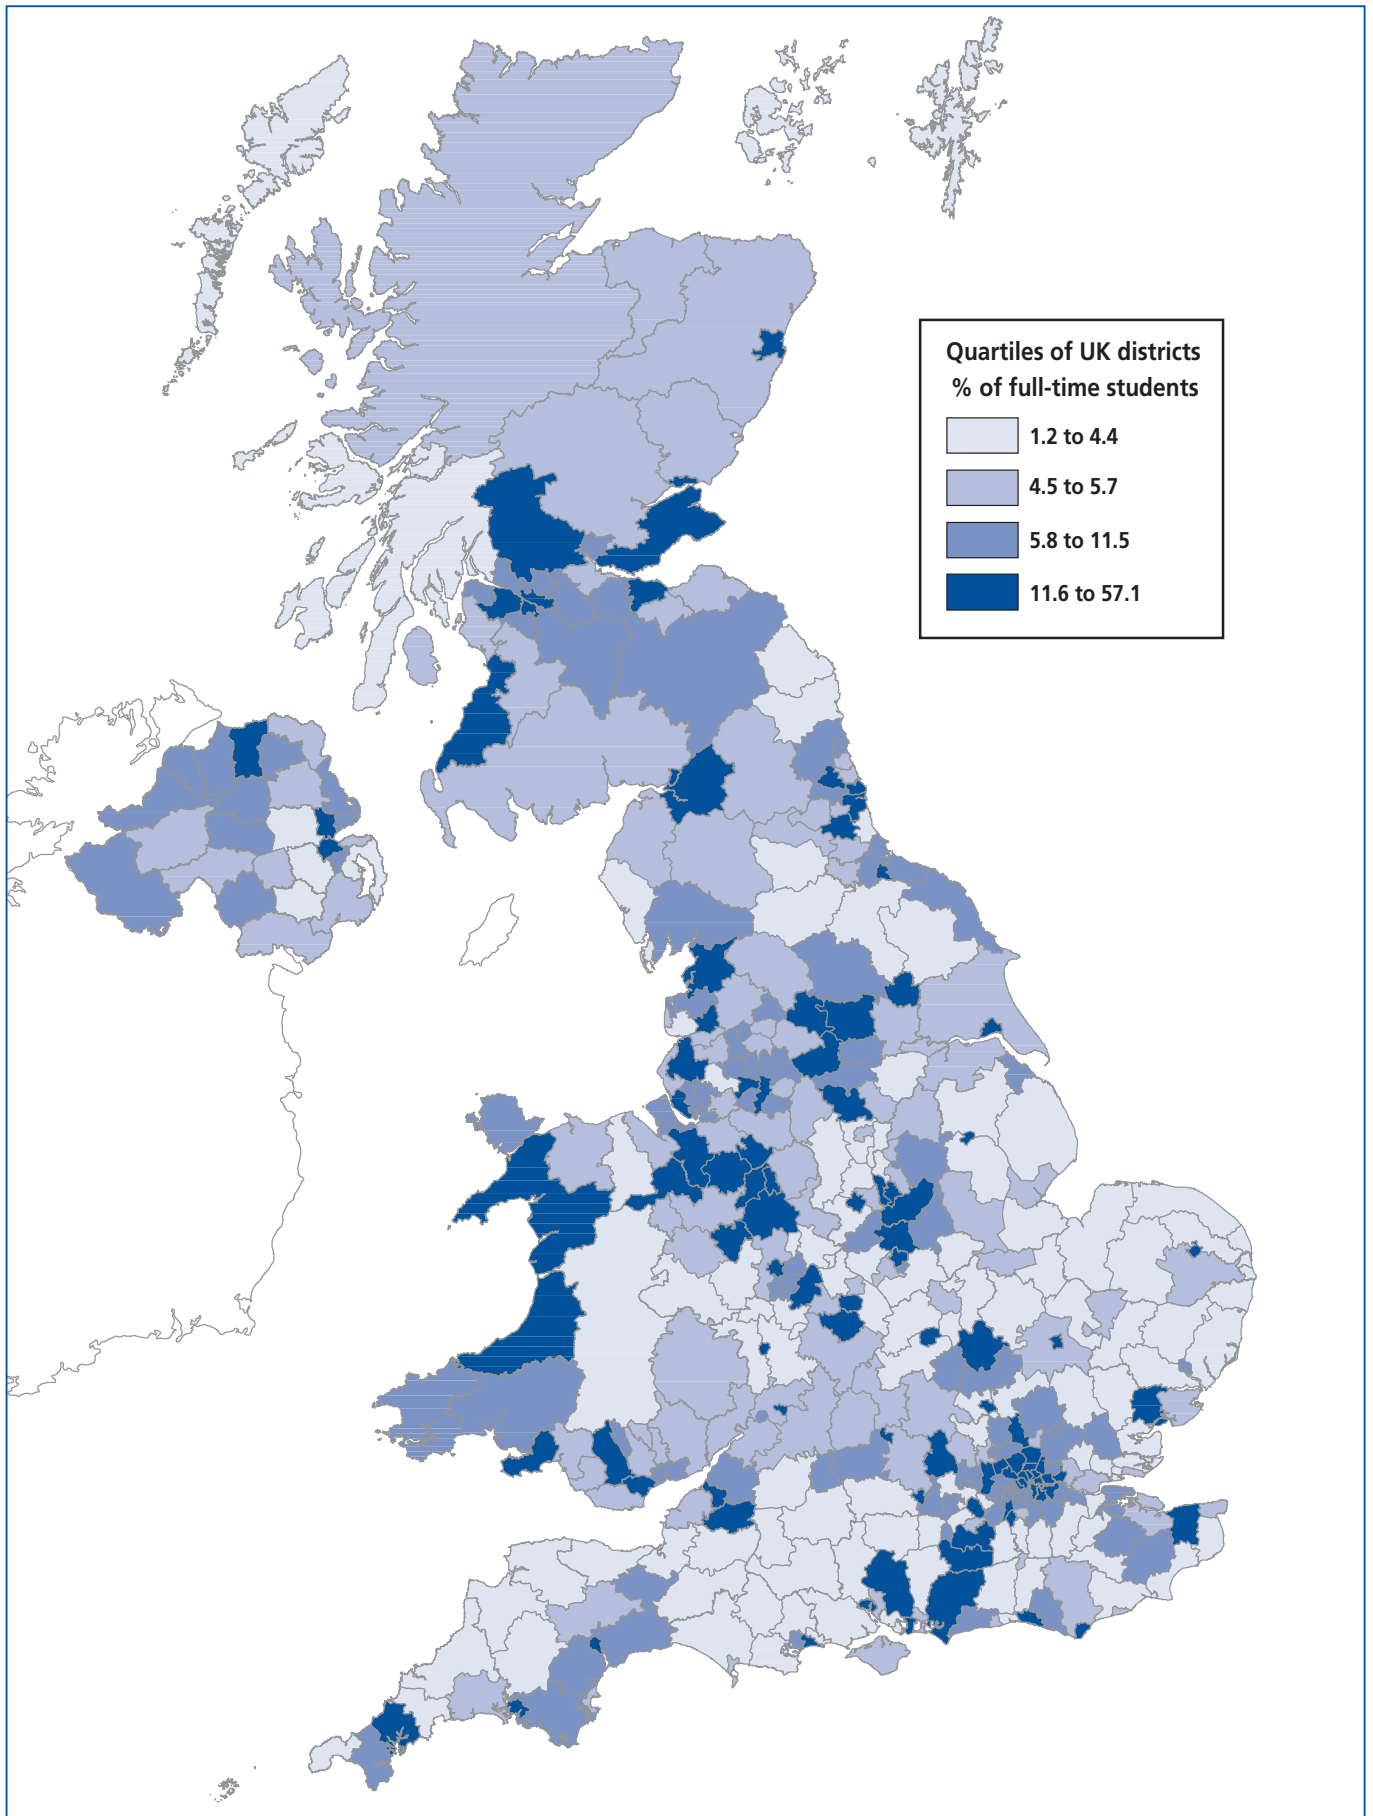 Quartiles of UK districts
% of full-time students
1.2 to 4.4
4.5 to 5.7
5.8 to 11.5
11.6 to 57.1